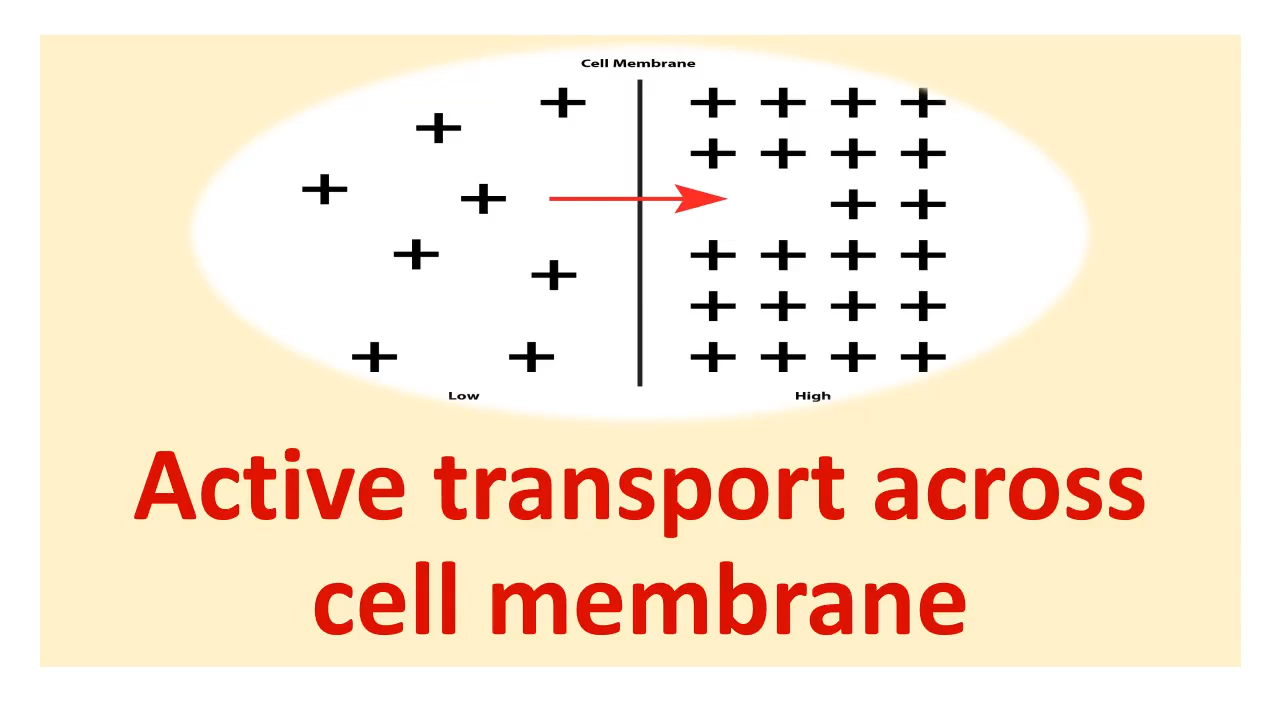 Cell Membrane
Low
High
Active transport across
cell membrane